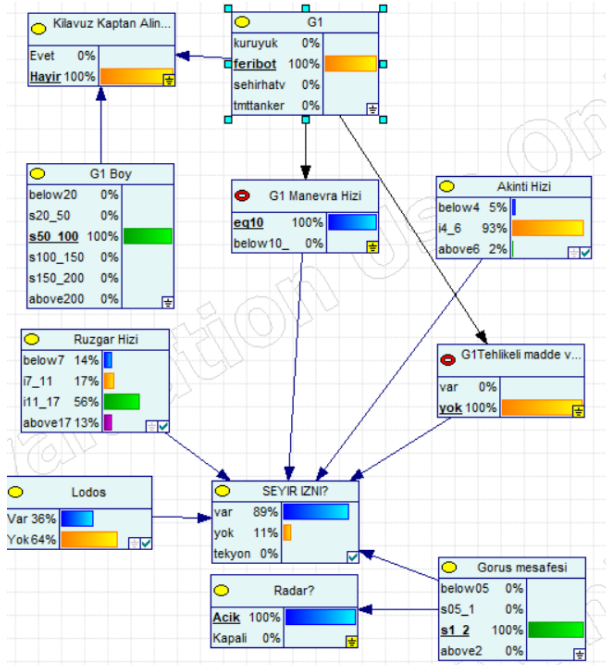 Kilavuz Kaptan Alin...
Evet 0%
Hayir 100%
G1
kuruyuk 0%
feribot 100%
sehirhatv 0%
tmttanker 0%
G1 Boy
below20 0%
s20_50 0%
s50_100 100%
s100_150 0%
s150_200 0%
above200 0%
G1 Manevra Hizi
eq10 100%
below10_ 0%
Akinti Hizi
below4 5%
i4_6 93%
above6 2%
Ruzgar Hizi
below7 14%
i7_11 17%
i11_17 56%
above17 13%
G1Tehlikeli madde v...
var 0%
yok 100%
Lodos
Var 36%
Yok 64%
SEYIR IZNI?
var 89%
yok 11%
tekyon 0%
Radar?
Acik 100%
Kapali 0%
Gorus mesafesi
below05 0%
s05_1 0%
s1_2 100%
above2 0%